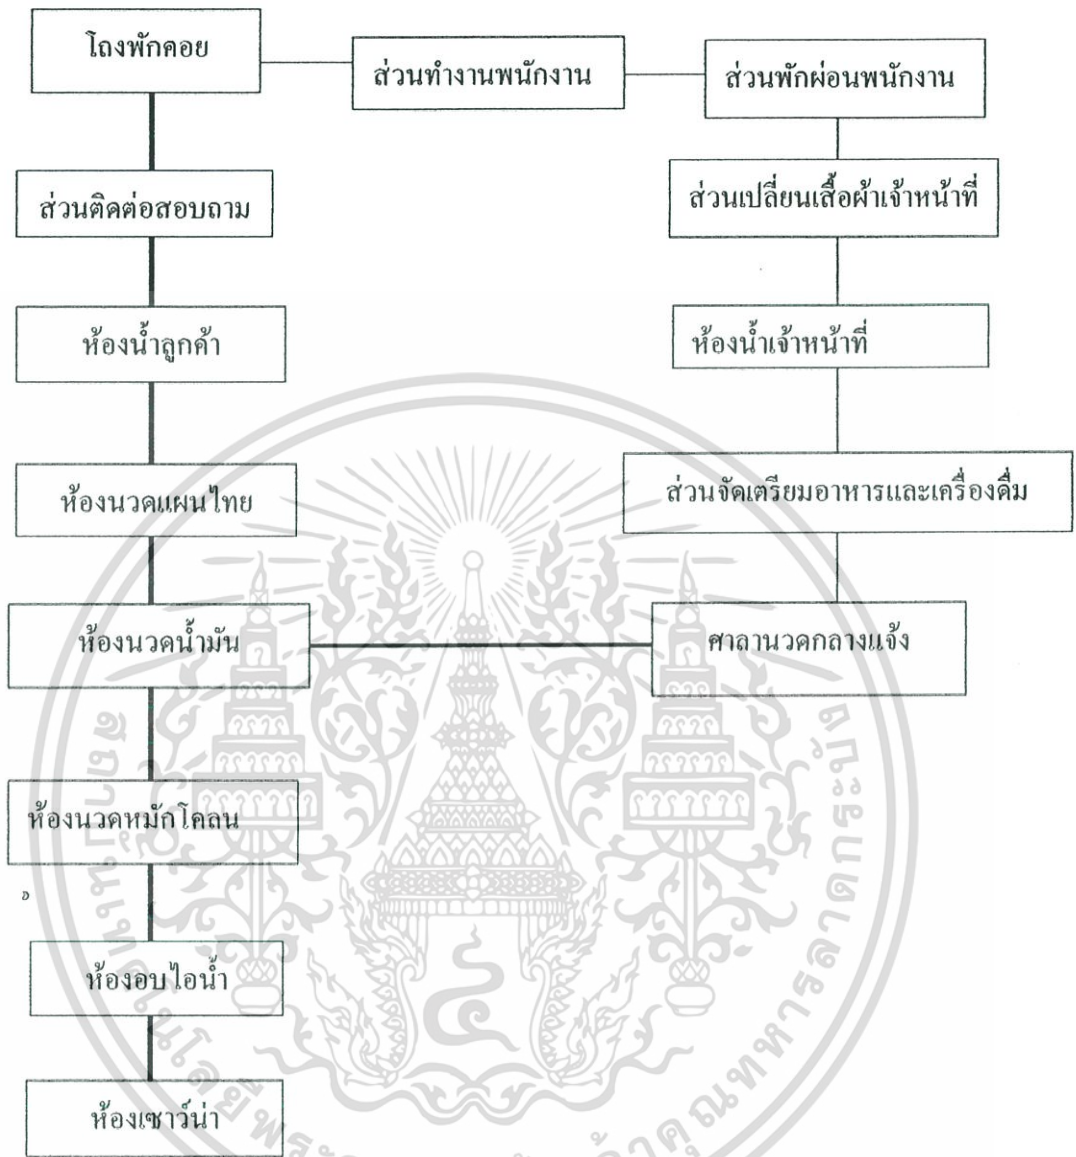 โถงพักคอย
ส่วนทำงานพนักงาน
ส่วนพักผ่อนพนักงาน
ส่วนติดต่อสอบถาม
ส่วนเปลี่ยนเสื้อผ้าเจ้าหน้าที่
ห้องน้ำลูกค้า
ห้องน้ำเจ้าหน้าที่
ห้องนวดแผนไทย
ส่วนจัดเตรียมอาหารและเครื่องดื่ม
ห้องนวดน้ำมัน
ศาลานวดกลางแจ้ง
ห้องนวดหมักโคลน
ห้องอบไอน้ำ
ห้องเซาว์น่า